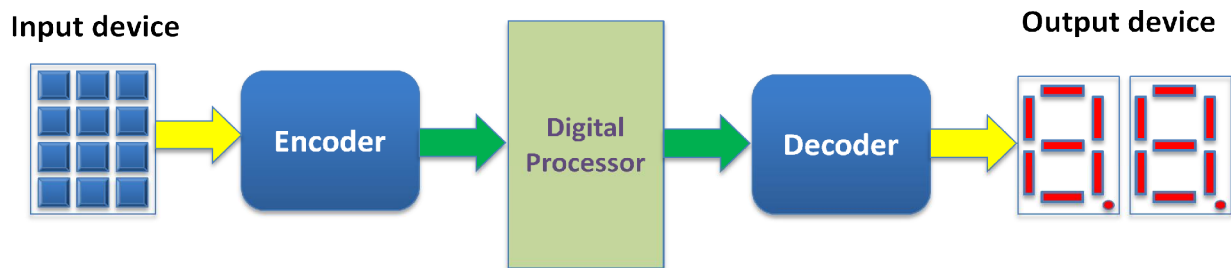 Input device
Encoder
Digital
Processor
Decoder
Output device